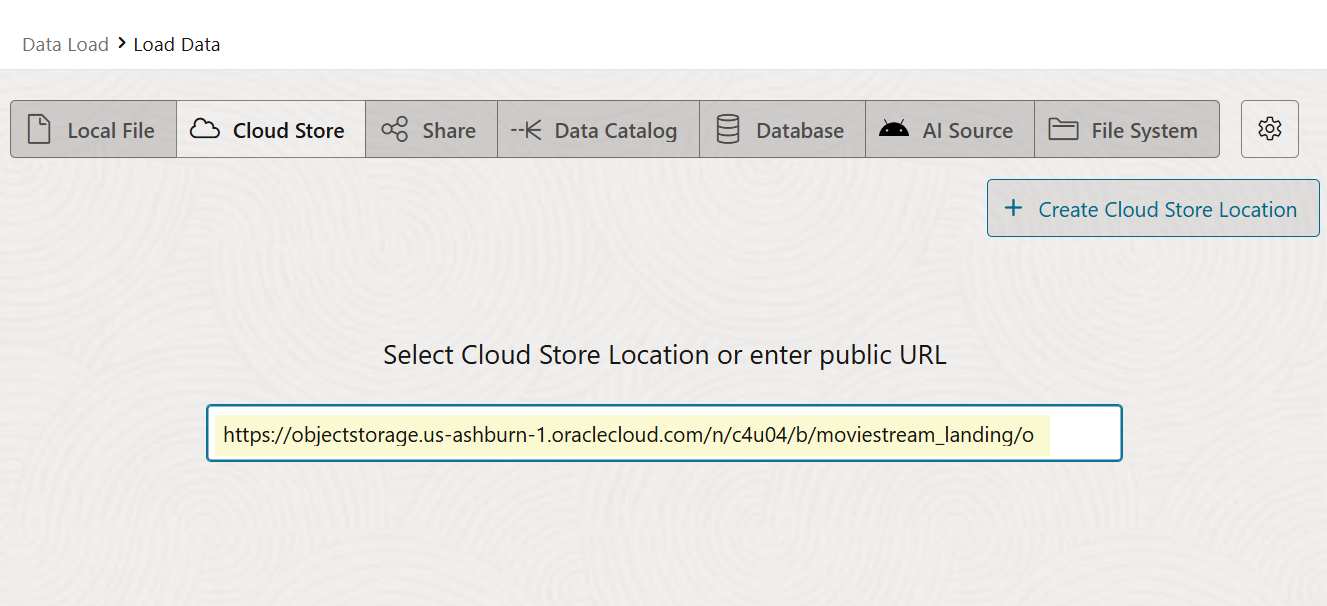 Data Load > Load Data
Local File Cloud Store Share Data Catalog Database AI Source File System
+ Create Cloud Store Location
Select Cloud Store Location or enter public URL
https://objectstorage.us-ashburn-1.oraclecloud.com/n/c4u04/b/moviestream_landing/o